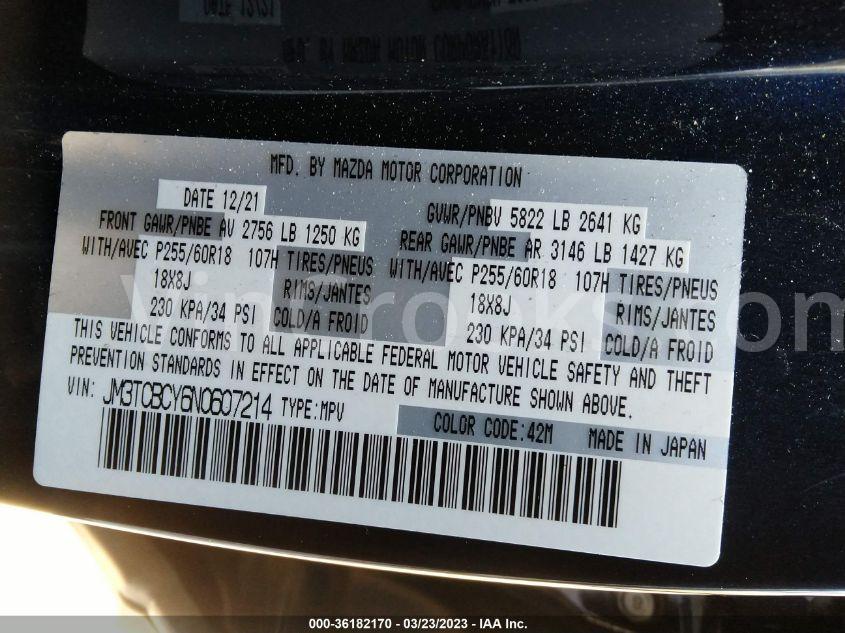 MFD. BY MAZDA MOTOR CORPORATION
DATE 12/21
GVWR/PNBV 5822 LB 2641 KG
FRONT GAWR/PNBE AV 2756 LB 1250 KG
REAR GAWR/PNBE AR 3146 LB 1427 KG
WITH/AVEC P255/60R18 107H TIRES/PNEUS
WITH/AVEC P255/60R18 107H TIRES/PNEUS
18X8J RIMS/JANTES
18X8J RIMS/JANTES
230 KPA/34 PSI COLD/A FROID
230 KPA/34 PSI COLD/A FROID
THIS VEHICLE CONFORMS TO ALL APPLICABLE FEDERAL MOTOR VEHICLE SAFETY AND THEFT
PREVENTION STANDARDS IN EFFECT ON THE DATE OF MANUFACTURE SHOWN ABOVE.
VIN: JM3TCBCY6N0607214 TYPE:MPV
COLOR CODE:42M MADE IN JAPAN
000-36182170 - 03/23/2023 - IAA Inc.